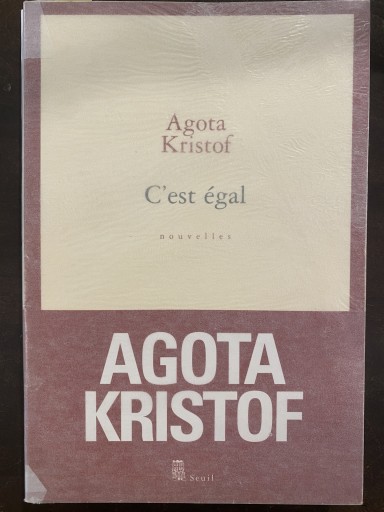 Agota
Kristof
C'est égal
nouvelles
AGOTA
KRISTOF
Seuil